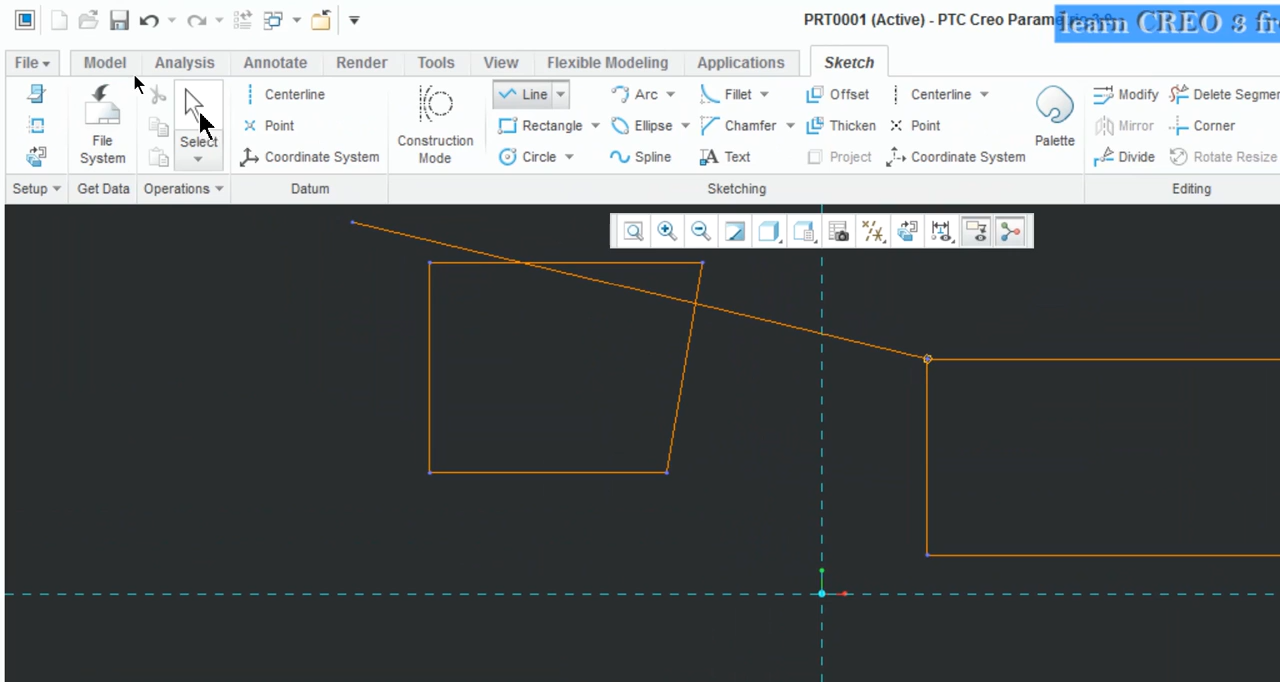 PRT0001 (Active) - PTC Creo Parame
learn CREO 3 fr
File Model Analysis Annotate Render Tools View Flexible Modeling Applications Sketch
Centerline Line Arc Fillet Offset Centerline Modify Delete Segmen
Point Rectangle Ellipse Chamfer Thicken Point Mirror Corner
Coordinate System Circle Spline Text Project Coordinate System Divide Rotate Resize
File
System
Select
Construction
Mode
Palette
Setup Get Data Operations Datum Sketching Editing